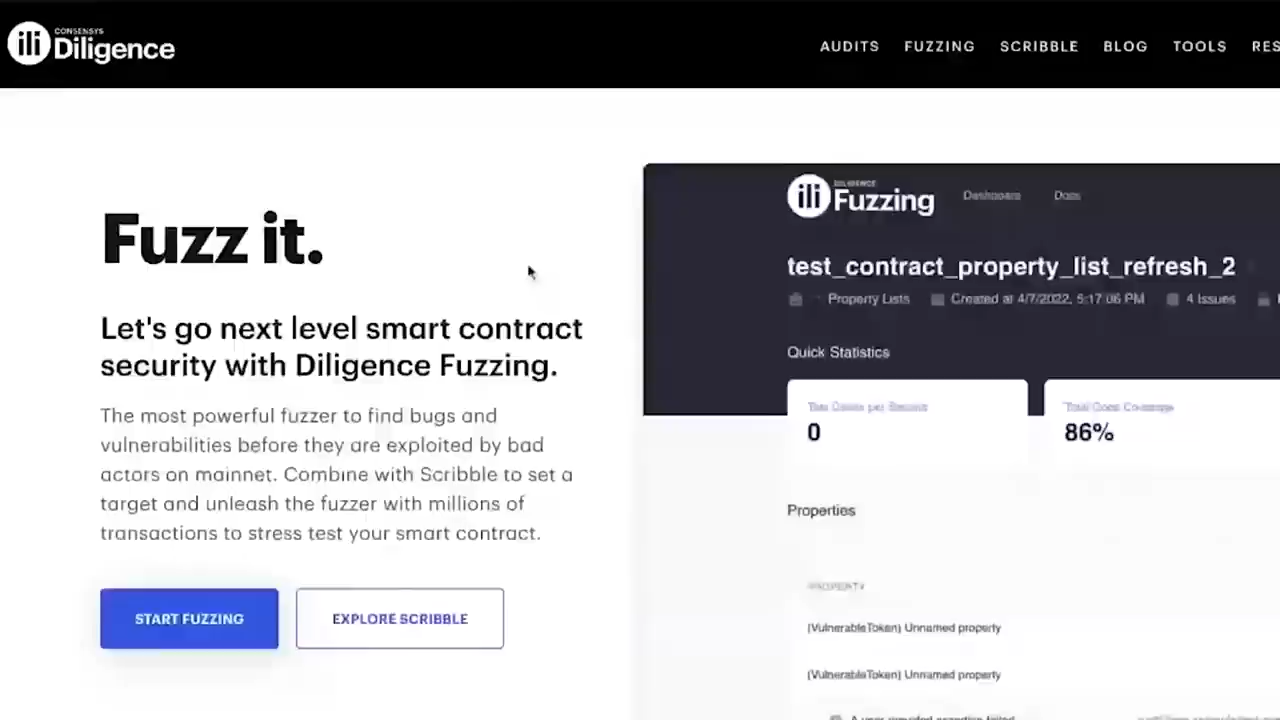 CONSENSYS
Diligence
AUDITS FUZZING SCRIBBLE BLOG TOOLS RES
Fuzz it.
Let's go next level smart contract
security with Diligence Fuzzing.
The most powerful fuzzer to find bugs and
vulnerabilities before they are exploited by bad
actors on mainnet. Combine with Scribble to set a
target and unleash the fuzzer with millions of
transactions to stress test your smart contract.
START FUZZING EXPLORE SCRIBBLE
DILIGENCE
Fuzzing Dashboard Docs
test_contract_property_list_refresh_2
Property Lists Created at 4/7/2022, 5:17:06 PM 4 Issues
Quick Statistics
0
86%
Properties
PROPERTY
(VulnerableToken) Unnamed property
(VulnerableToken) Unnamed property